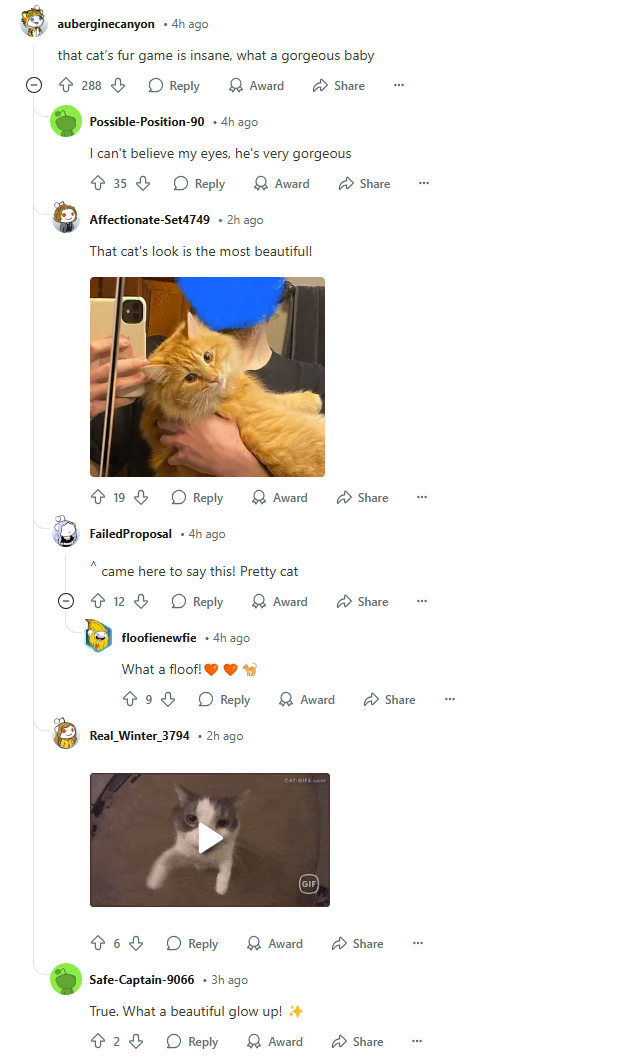 auberginecanyon • 4h ago
that cat’s fur game is insane, what a gorgeous baby
288 Reply Award Share ...
Possible-Position-90 • 4h ago
I can't believe my eyes, he's very gorgeous
35 Reply Award Share ...
Affectionate-Set4749 • 2h ago
That cat's look is the most beautiful!
19 Reply Award Share ...
FailedProposal • 4h ago
^ came here to say this! Pretty cat
12 Reply Award Share ...
floofienewfie • 4h ago
What a floof!🧡 🧡 🐈
9 Reply Award Share ...
Real_Winter_3794 • 2h ago
CAT-GIFS.com
GIF
6 Reply Award Share ...
Safe-Captain-9066 • 3h ago
True. What a beautiful glow up! ✨
2 Reply Award Share ...